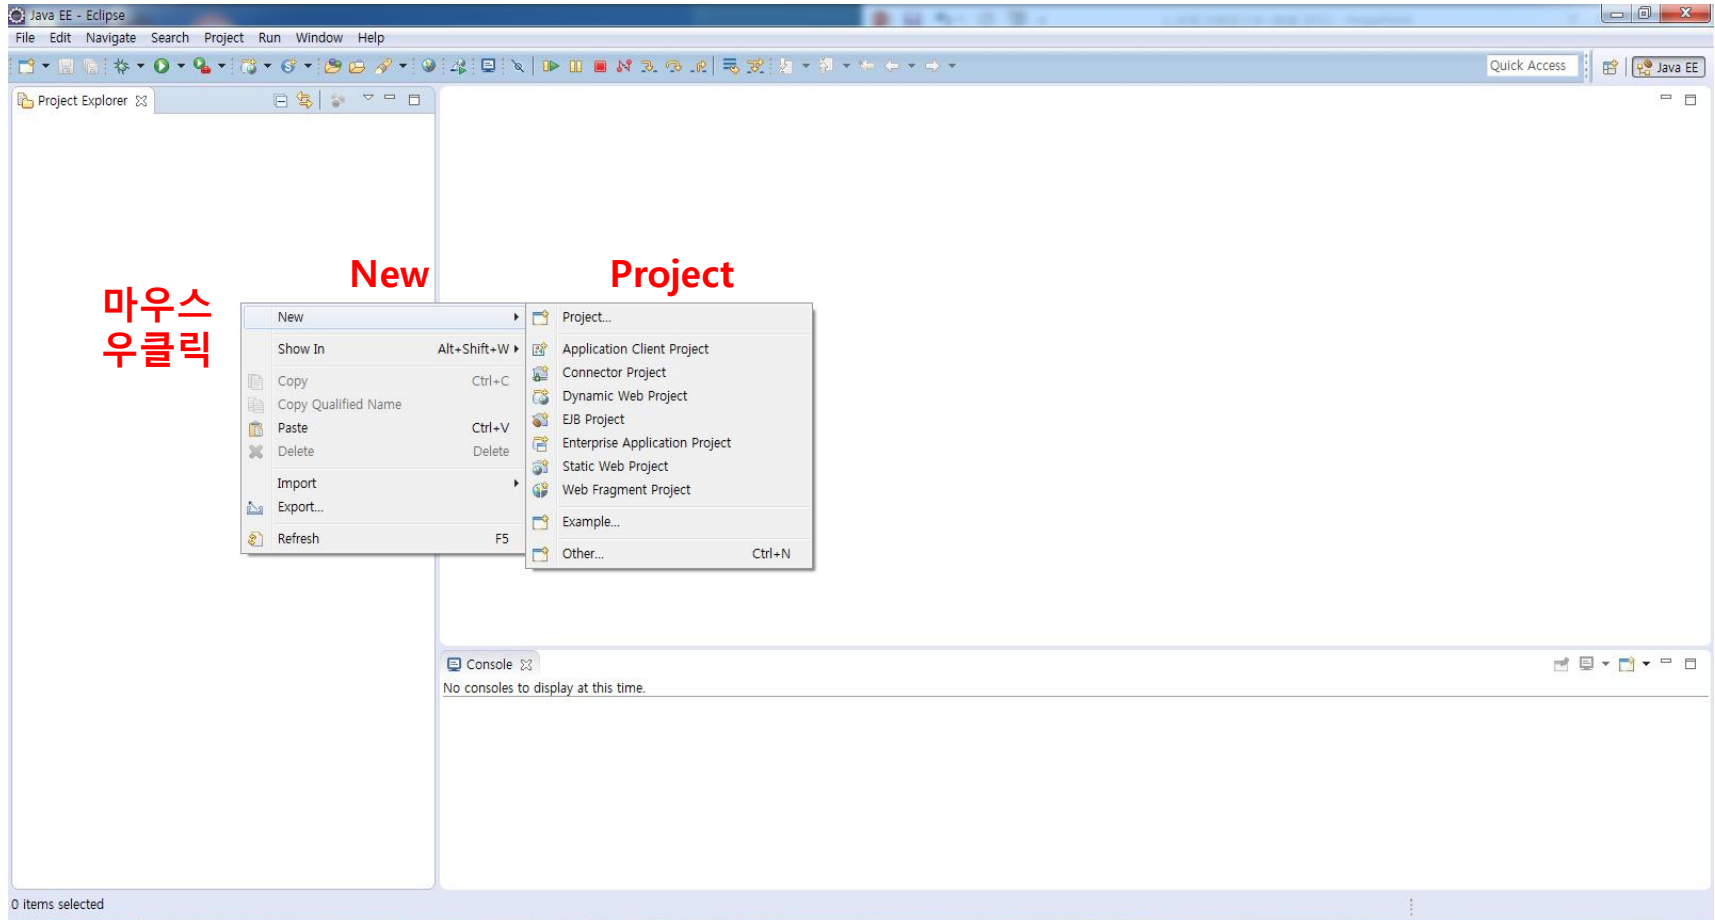 Java EE - Eclipse
File Edit Navigate Search Project Run Window Help
Quick Access
Java EE
Project Explorer
New
Project
마우스
우클릭
New
Show In Alt+Shift+W
Copy Ctrl+C
Copy Qualified Name
Paste Ctrl+V
Delete Delete
Import
Export...
Refresh F5
Project...
Application Client Project
Connector Project
Dynamic Web Project
EJB Project
Enterprise Application Project
Static Web Project
Web Fragment Project
Example...
Other... Ctrl+N
Console
No consoles to display at this time.
0 items selected